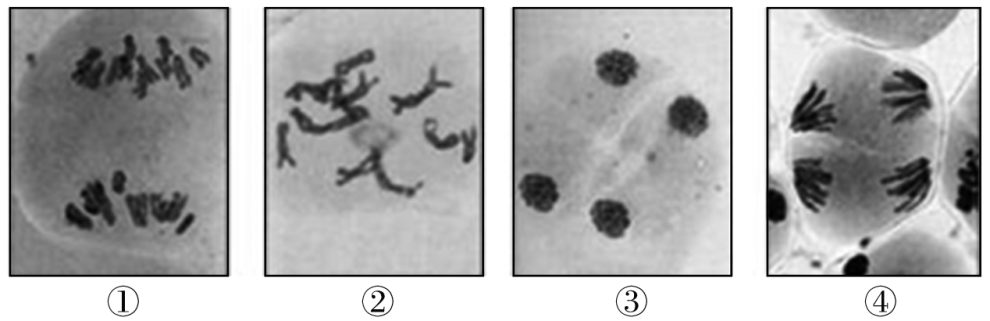 ① ② ③ ④